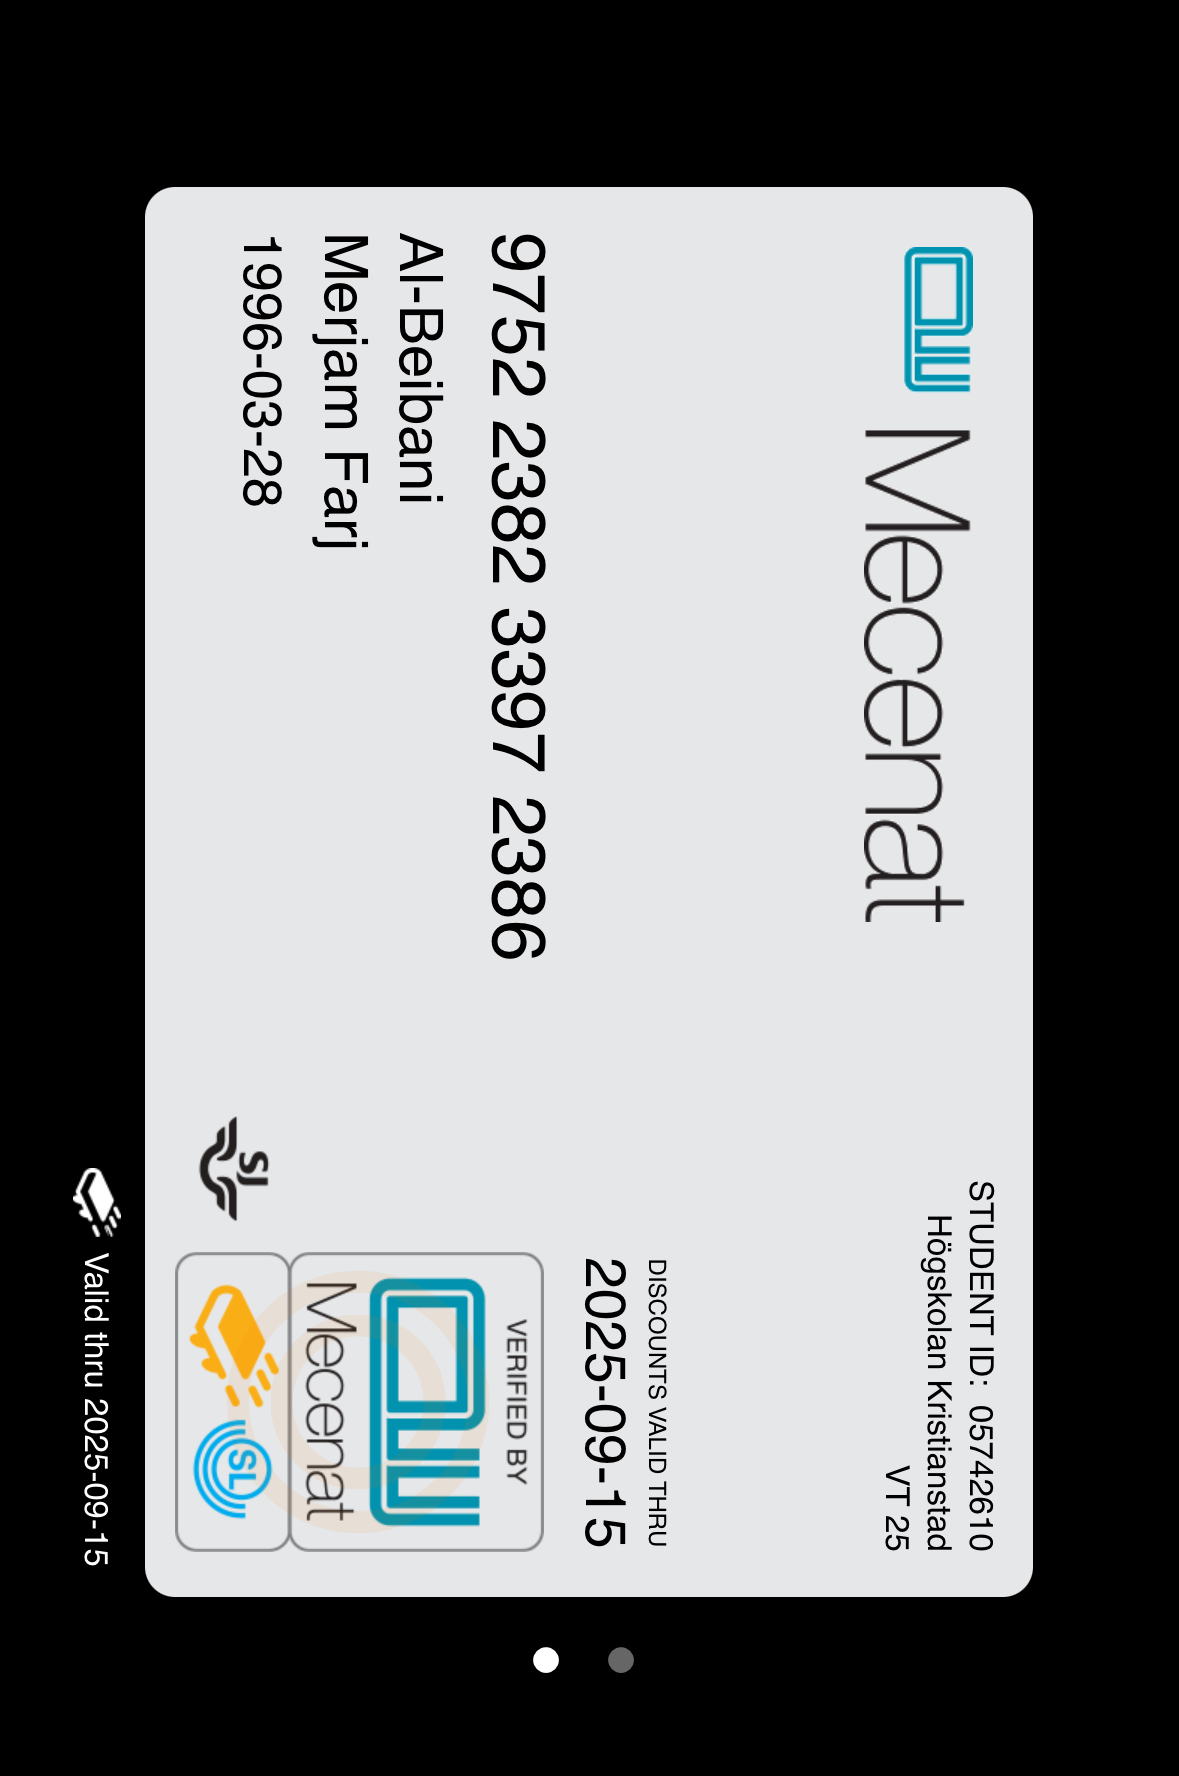 Mecenat
STUDENT ID: 05742610
Högskolan Kristianstad
VT 25
DISCOUNTS VALID THRU
2025-09-15
9752 2382 3397 2386
Al-Beibani
Merjam Farj
1996-03-28
VERIFIED BY
Mecenat
SJ
SL
Valid thru 2025-09-15